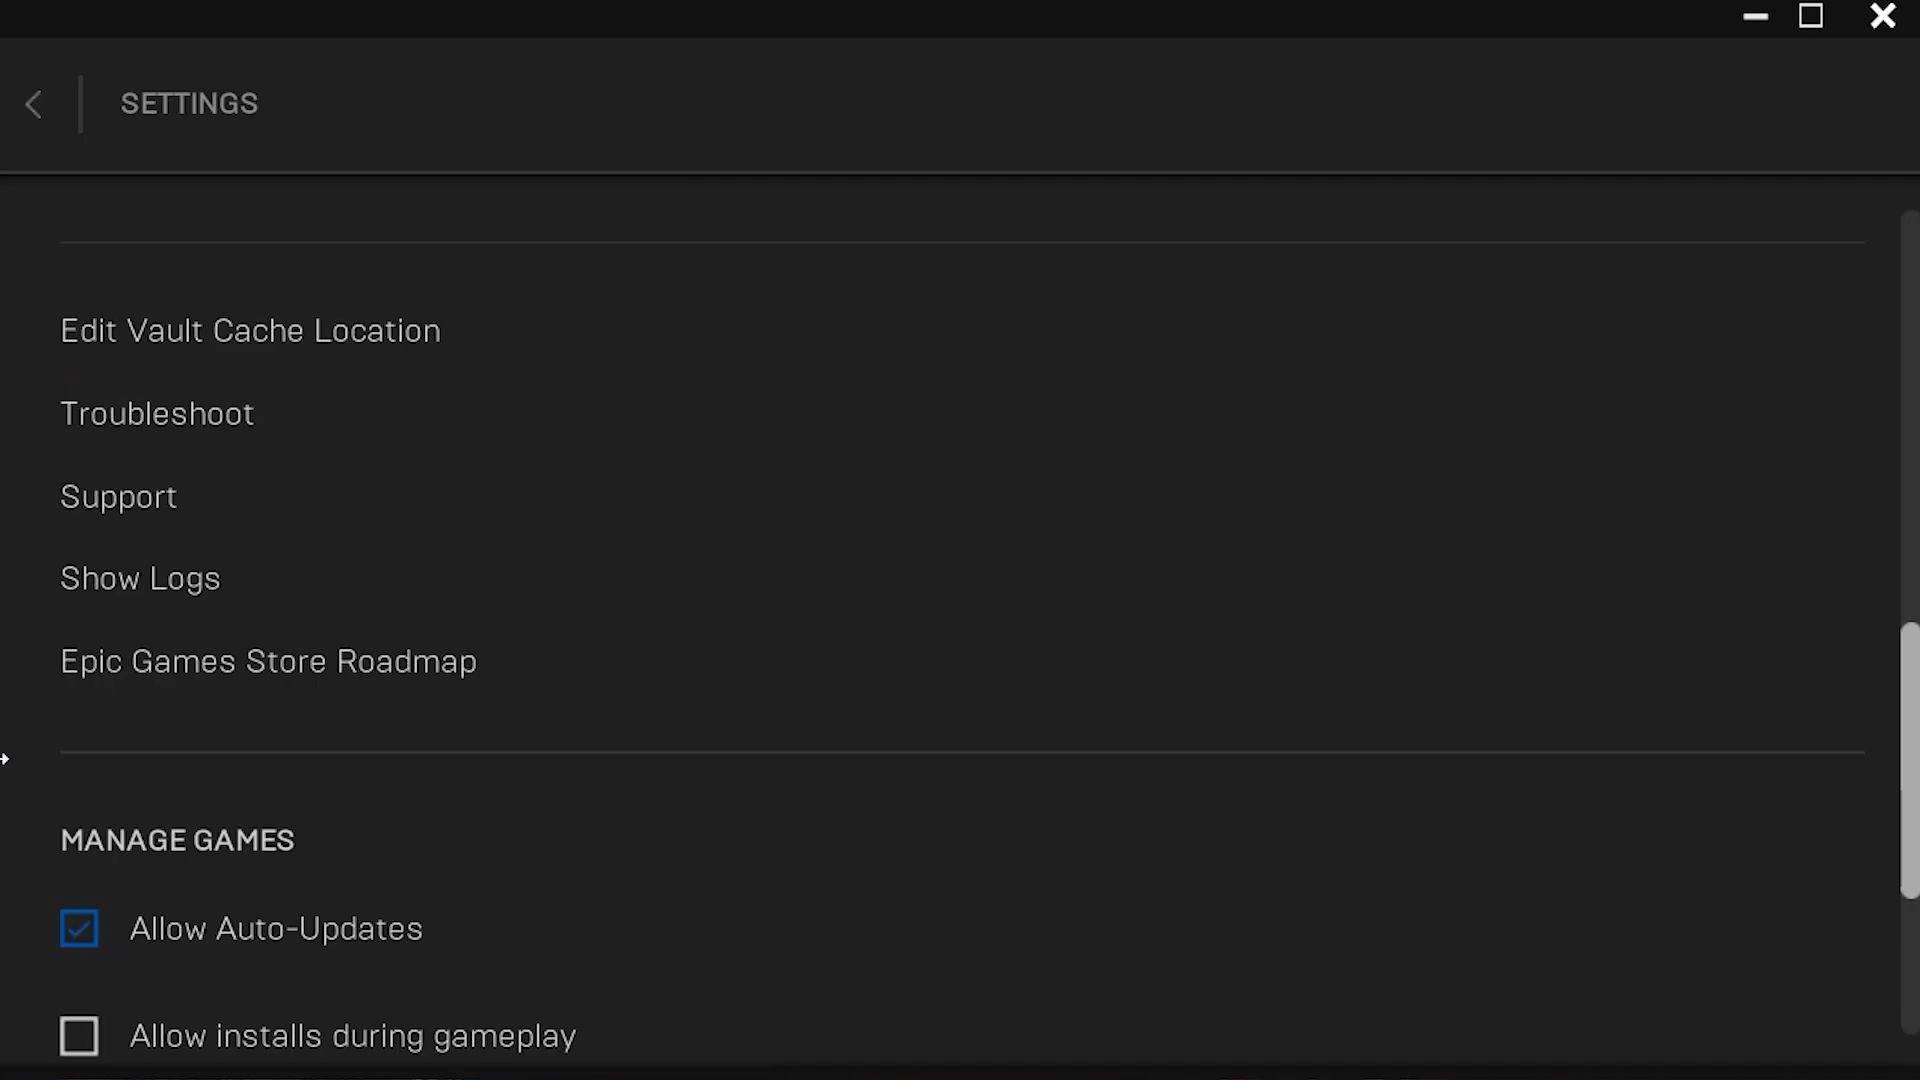 SETTINGS
Edit Vault Cache Location
Troubleshoot
Support
Show Logs
Epic Games Store Roadmap
MANAGE GAMES
Allow Auto-Updates
Allow installs during gameplay